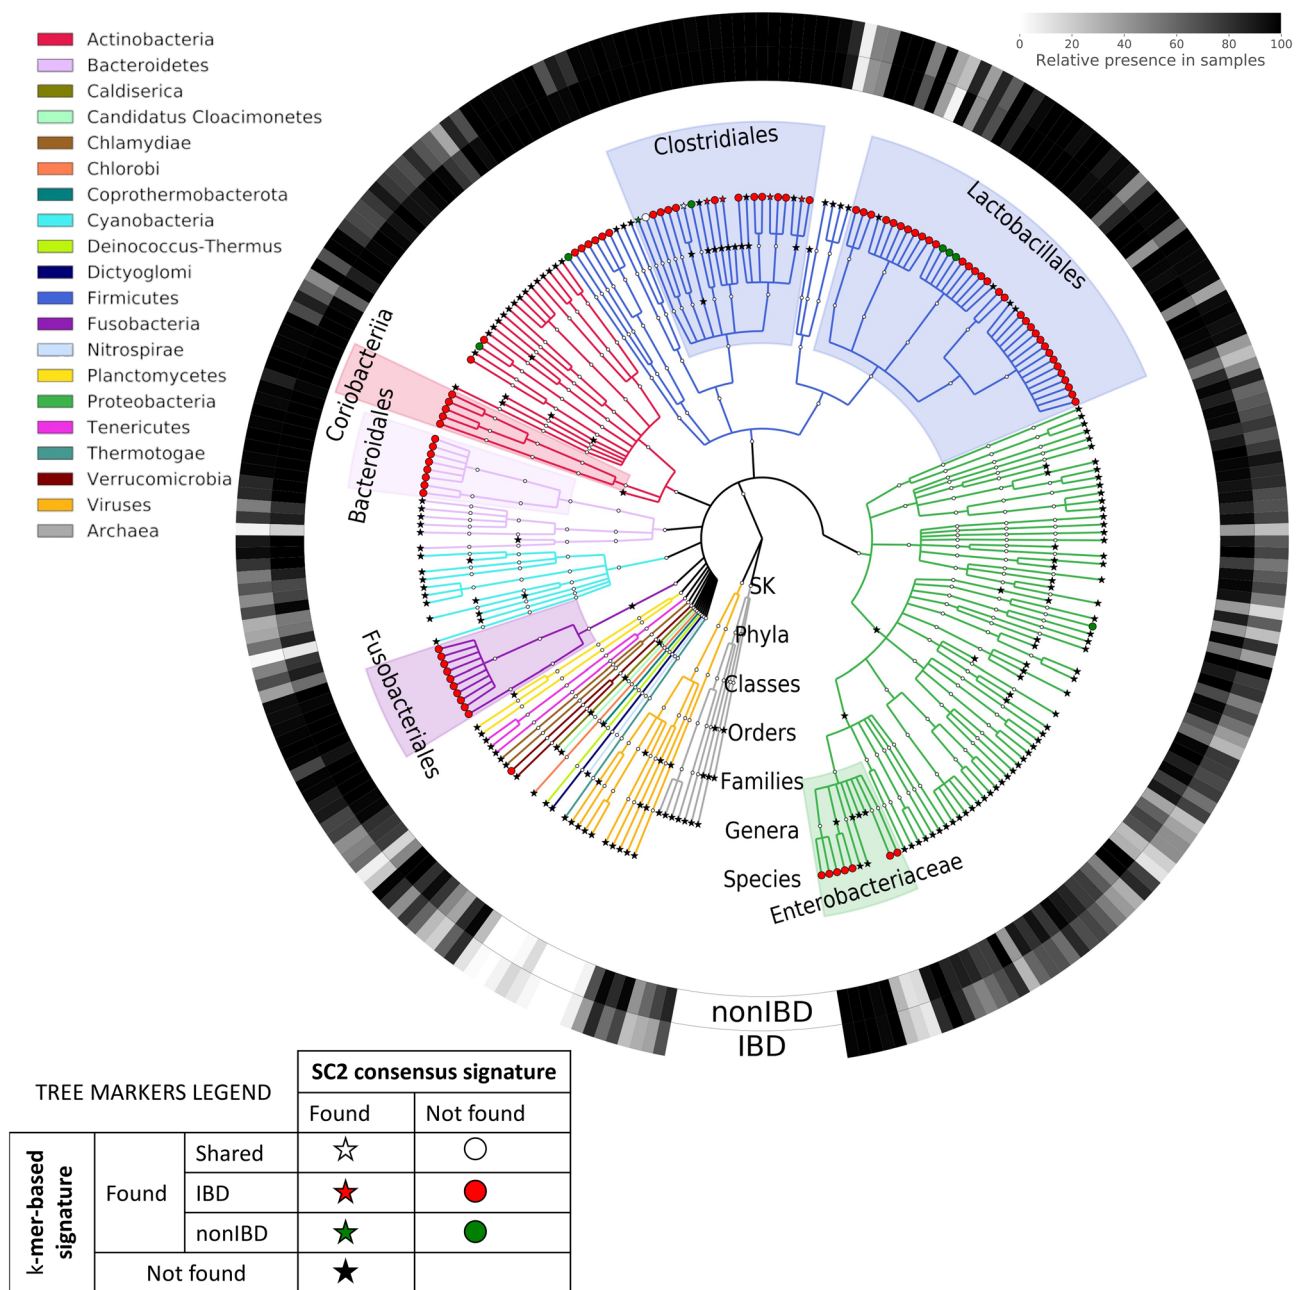 Actinobacteria
Bacteroidetes
Caldiserica
Candidatus Cloacimonetes
Chlamydiae
Chlorobi
Coprothermobacterota
Cyanobacteria
Deinococcus-Thermus
Dictyoglomi
Firmicutes
Fusobacteria
Nitrospirae
Planctomycetes
Proteobacteria
Tenericutes
Thermotogae
Verrucomicrobia
Viruses
Archaea
0 20 40 60 80 100
Relative presence in samples
Clostridiales
Lactobacillales
Coriobacteriia
Bacteroidales
Fusobacteriales
Enterobacteriaceae
SK
Phyla
Classes
Orders
Families
Genera
Species
nonIBD
IBD
TREE MARKERS LEGEND
SC2 consensus signature
Found Not found
k-mer-based
signature
Found
Shared
IBD
nonIBD
Not found